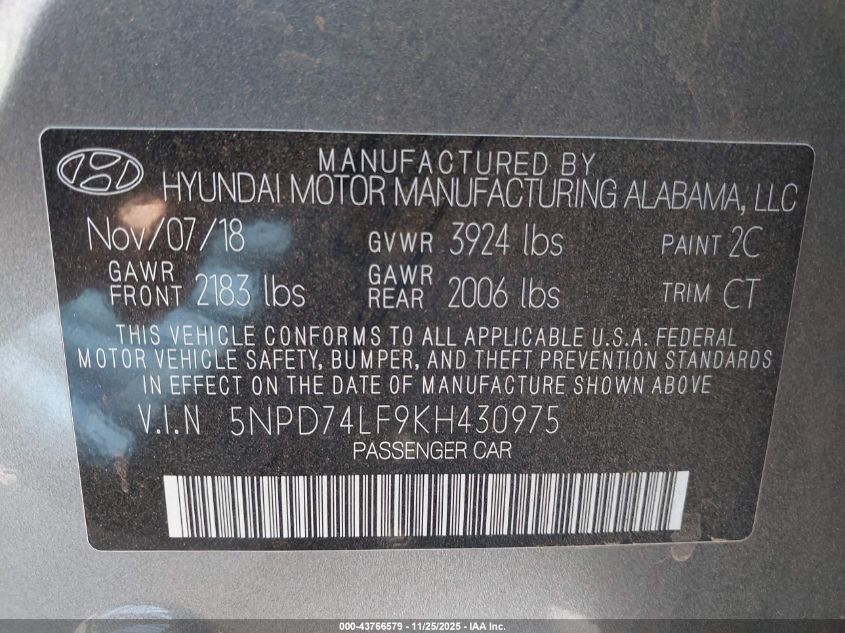 MANUFACTURED BY
HYUNDAI MOTOR MANUFACTURING ALABAMA, LLC
Nov/07/18 GVWR 3924 lbs PAINT 2C
GAWR FRONT 2183 lbs GAWR REAR 2006 lbs TRIM CT
THIS VEHICLE CONFORMS TO ALL APPLICABLE U.S.A. FEDERAL
MOTOR VEHICLE SAFETY, BUMPER, AND THEFT PREVENTION STANDARDS
IN EFFECT ON THE DATE OF MANUFACTURE SHOWN ABOVE
V.I.N 5NPD74LF9KH430975
PASSENGER CAR
000-43766579 - 11/25/2025 - IAA Inc.